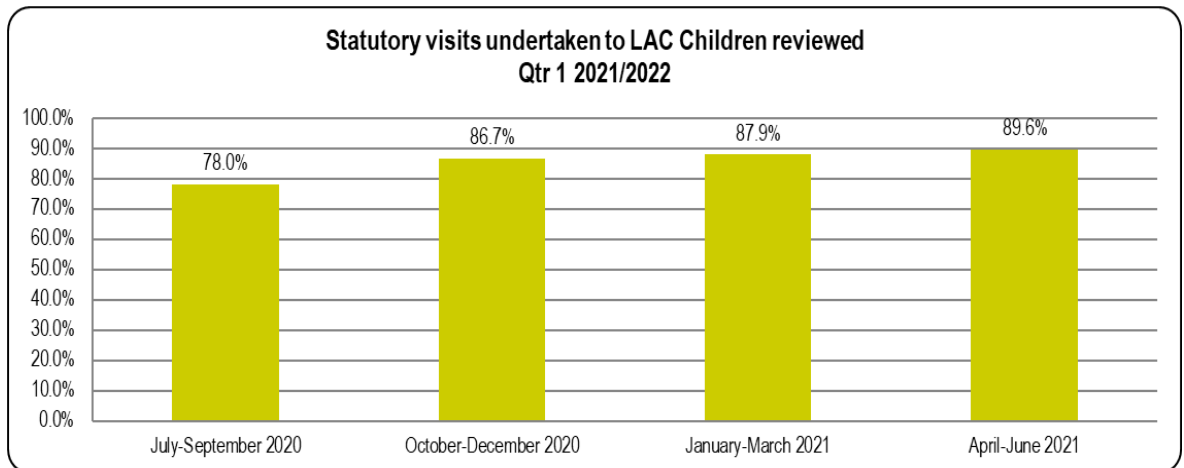 Statutory visits undertaken to LAC Children reviewed
Qtr 1 2021/2022
100.0%
90.0%
80.0%
70.0%
60.0%
50.0%
40.0%
30.0%
20.0%
10.0%
0.0%
78.0%
86.7%
87.9%
89.6%
July-September 2020
October-December 2020
January-March 2021
April-June 2021